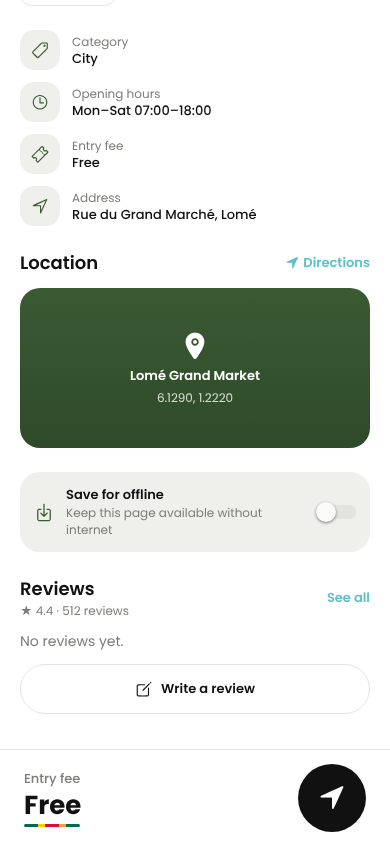 Category
City
Opening hours
Mon–Sat 07:00–18:00
Entry fee
Free
Address
Rue du Grand Marché, Lomé
Location
Directions
Lomé Grand Market
6.1290, 1.2220
Save for offline
Keep this page available without
internet
Reviews
★ 4.4 · 512 reviews
See all
No reviews yet.
Write a review
Entry fee
Free